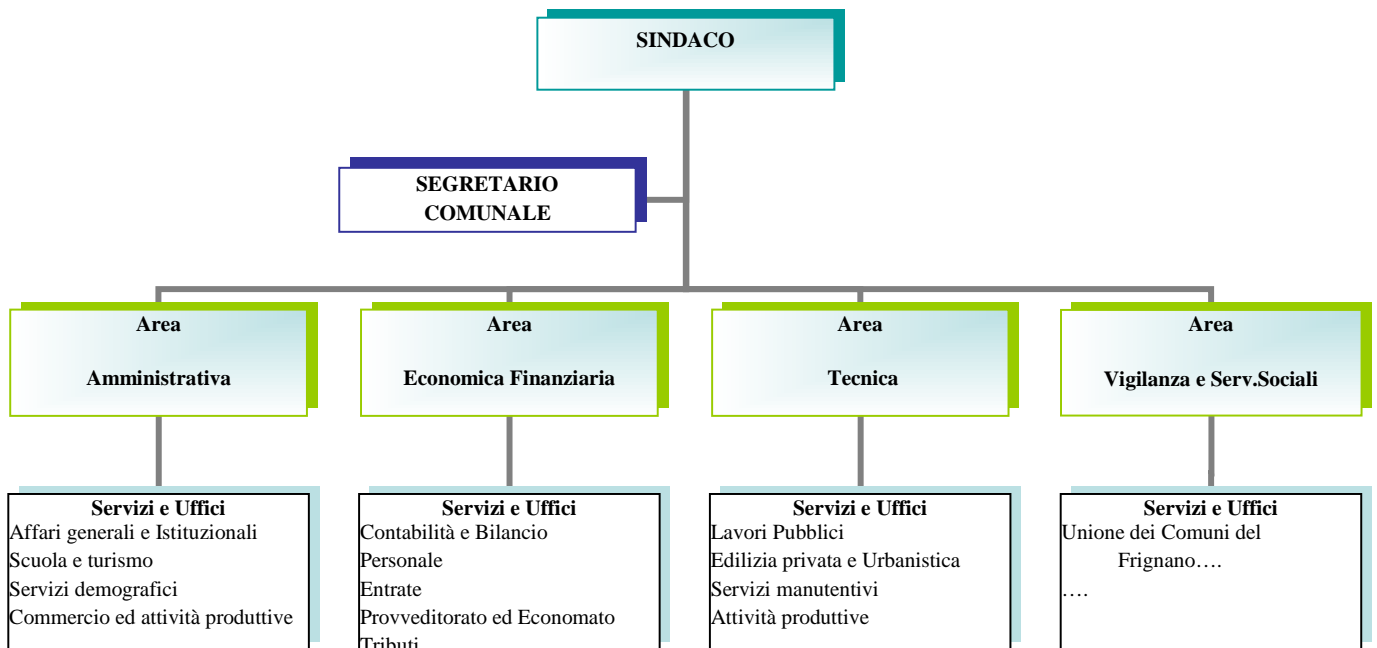 SINDACO
SEGRETARIO
COMUNALE
Area
Amministrativa
Area
Economica Finanziaria
Area
Tecnica
Area
Vigilanza e Serv.Sociali
Servizi e Uffici
Affari generali e Istituzionali
Scuola e turismo
Servizi demografici
Commercio ed attività produttive
Servizi e Uffici
Contabilità e Bilancio
Personale
Entrate
Provveditorato ed Economato
Tributi
Servizi e Uffici
Lavori Pubblici
Edilizia privata e Urbanistica
Servizi manutentivi
Attività produttive
Servizi e Uffici
Unione dei Comuni del
Frignano….
….